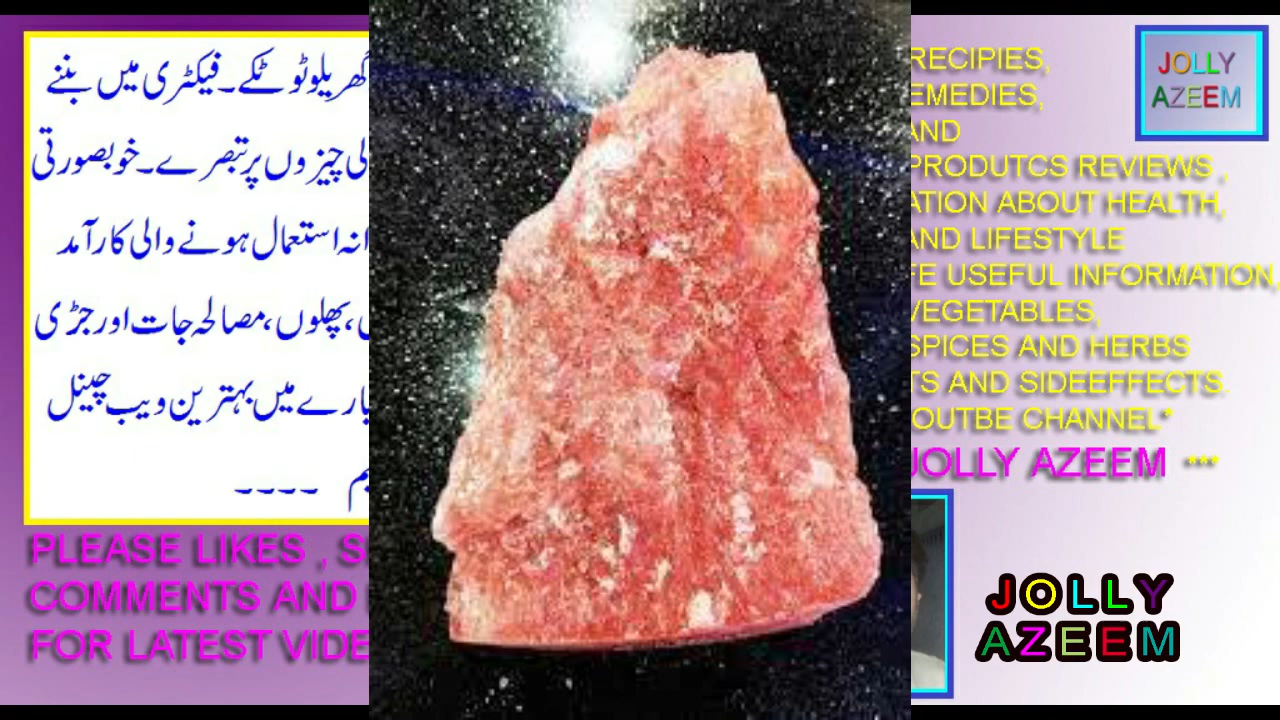 گھریلو ٹوٹکے۔ فیکٹری میں بننے
چیزوں پر تبصرے۔ خوبصورتی
استعمال ہونے والی کارآمد
پھلوں، مصالحہ جات اور جڑی
بارے میں بہترین ویب چینل
----
PLEASE LIKES , S
COMMENTS AND
FOR LATEST VIDE
RECIPIES,
EMEDIES,
AND
PRODUTCS REVIEWS ,
ATION ABOUT HEALTH,
AND LIFESTYLE
FE USEFUL INFORMATION,
VEGETABLES,
SPICES AND HERBS
TS AND SIDEEFFECTS.
OUTBE CHANNEL"
JOLLY AZEEM ***
JOLLY
AZEEM
JOLLY
AZEEM